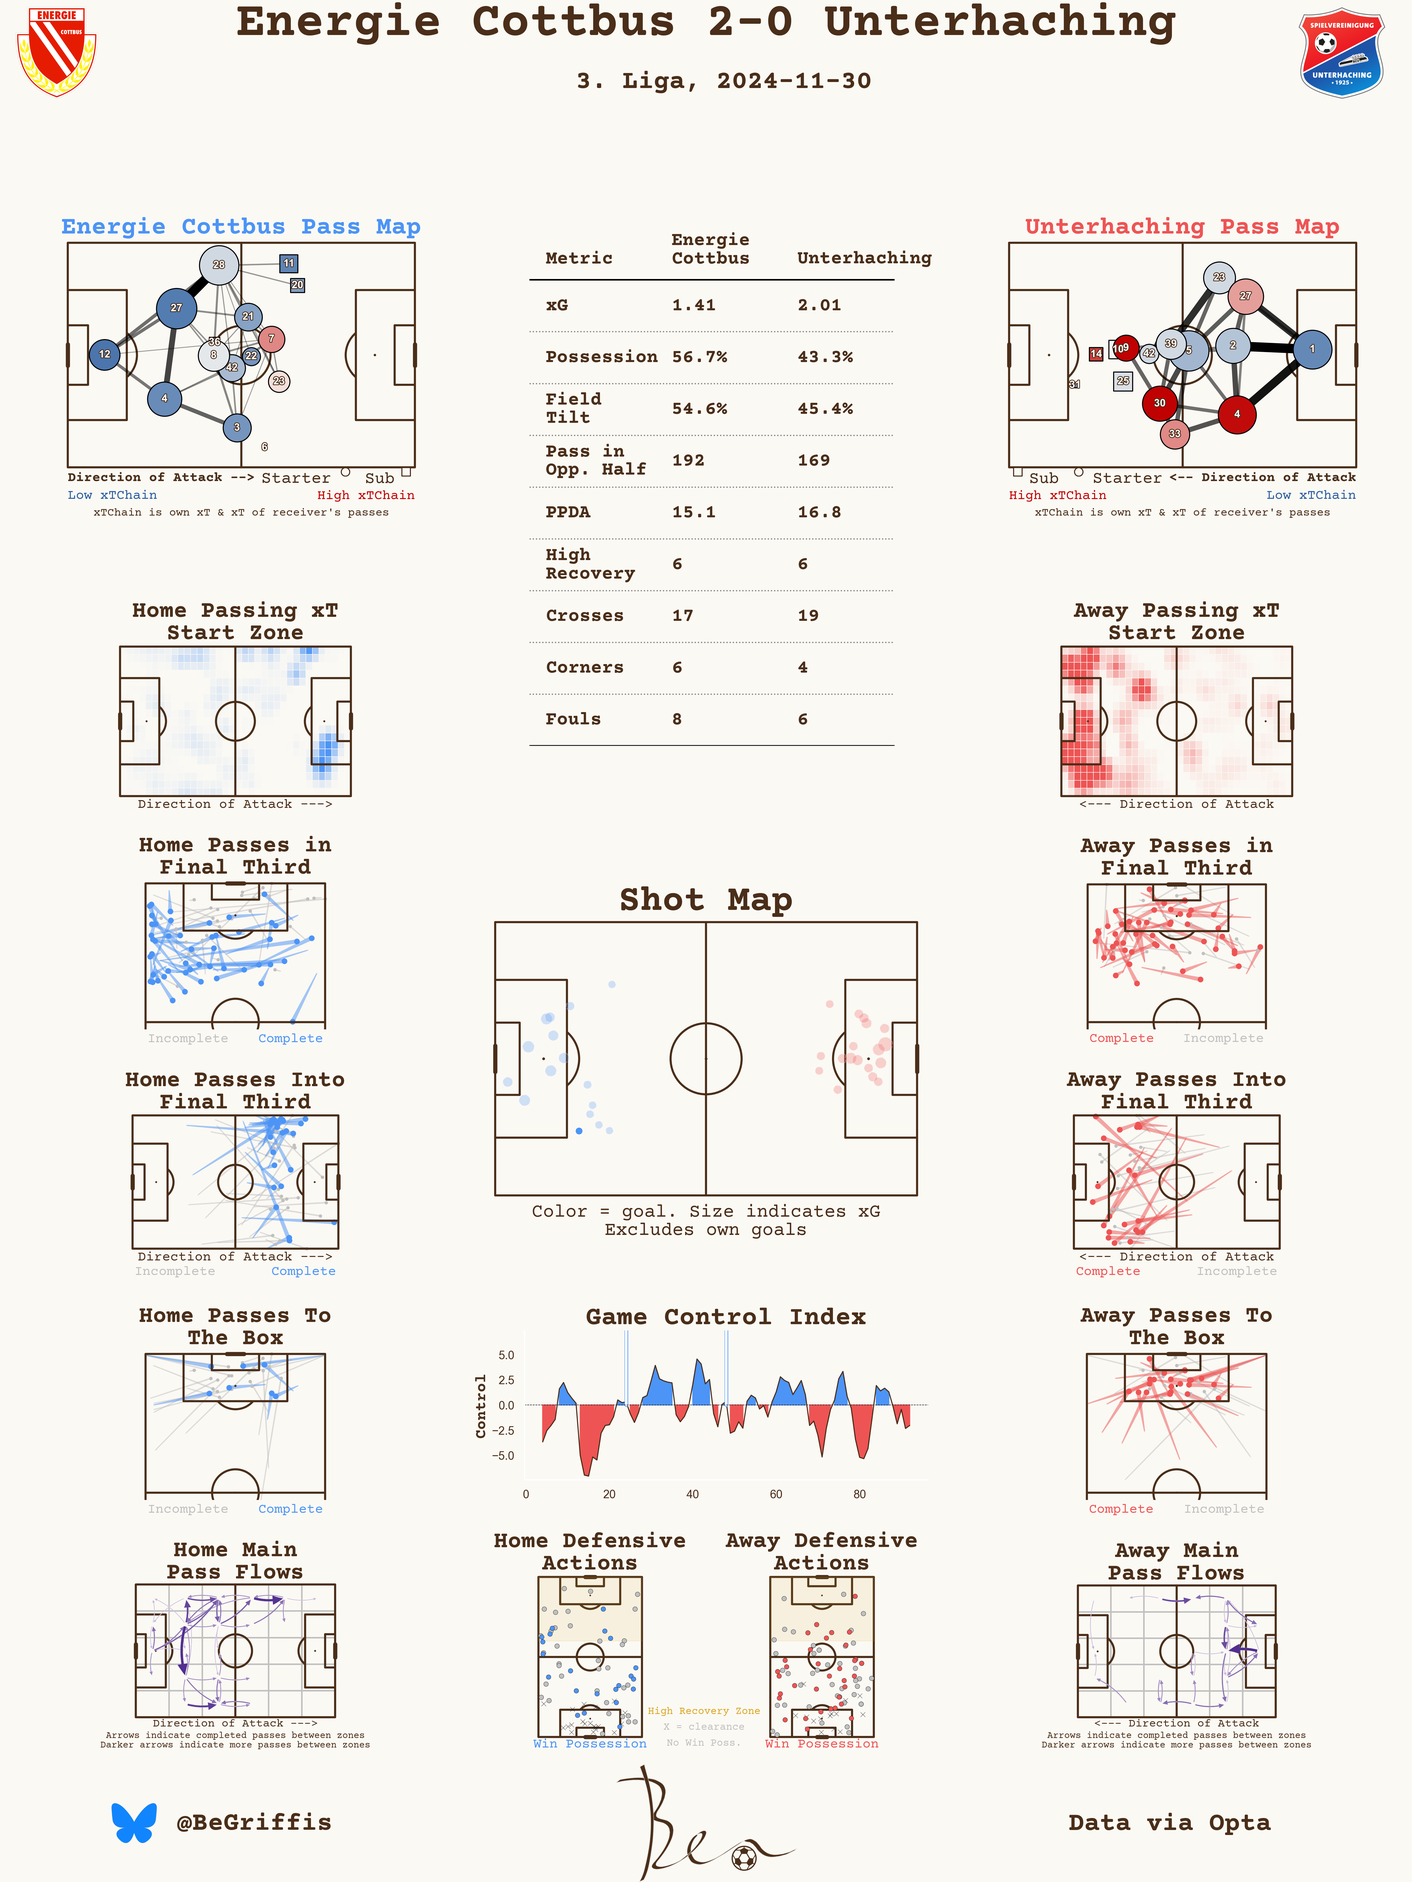 Energie Cottbus 2-0 Unterhaching
3. Liga, 2024-11-30
ENERGIE
COTTBUS
SPIELVEREINIGUNG
UNTERHACHING
• 1925 •
Energie Cottbus Pass Map
28
11
20
27
21
7
36
8
22
12
42
23
4
3
6
Direction of Attack --> Starter Sub
Low xTChain High xTChain
xTChain is own xT & xT of receiver's passes
Metric Energie Cottbus Unterhaching
xG 1.41 2.01
Possession 56.7% 43.3%
Field Tilt 54.6% 45.4%
Pass in Opp. Half 192 169
PPDA 15.1 16.8
High Recovery 6 6
Crosses 17 19
Corners 6 4
Fouls 8 6
Unterhaching Pass Map
23
27
14
10
9
42
39
5
2
1
31
25
30
4
33
Sub Starter <-- Direction of Attack
High xTChain Low xTChain
xTChain is own xT & xT of receiver's passes
Home Passing xT
Start Zone
Direction of Attack --->
Away Passing xT
Start Zone
<--- Direction of Attack
Home Passes in
Final Third
Incomplete Complete
Shot Map
Color = goal. Size indicates xG
Excludes own goals
Away Passes in
Final Third
Complete Incomplete
Home Passes Into
Final Third
Direction of Attack --->
Incomplete Complete
Away Passes Into
Final Third
<--- Direction of Attack
Complete Incomplete
Home Passes To
The Box
Incomplete Complete
Game Control Index
Control
5.0
2.5
0.0
−2.5
−5.0
0 20 40 60 80
Away Passes To
The Box
Complete Incomplete
Home Main
Pass Flows
Direction of Attack --->
Arrows indicate completed passes between zones
Darker arrows indicate more passes between zones
Home Defensive
Actions
Win Possession
High Recovery Zone
X = clearance
No Win Poss.
Away Defensive
Actions
Win Possession
Away Main
Pass Flows
<--- Direction of Attack
Arrows indicate completed passes between zones
Darker arrows indicate more passes between zones
@BeGriffis
Ben
Data via Opta